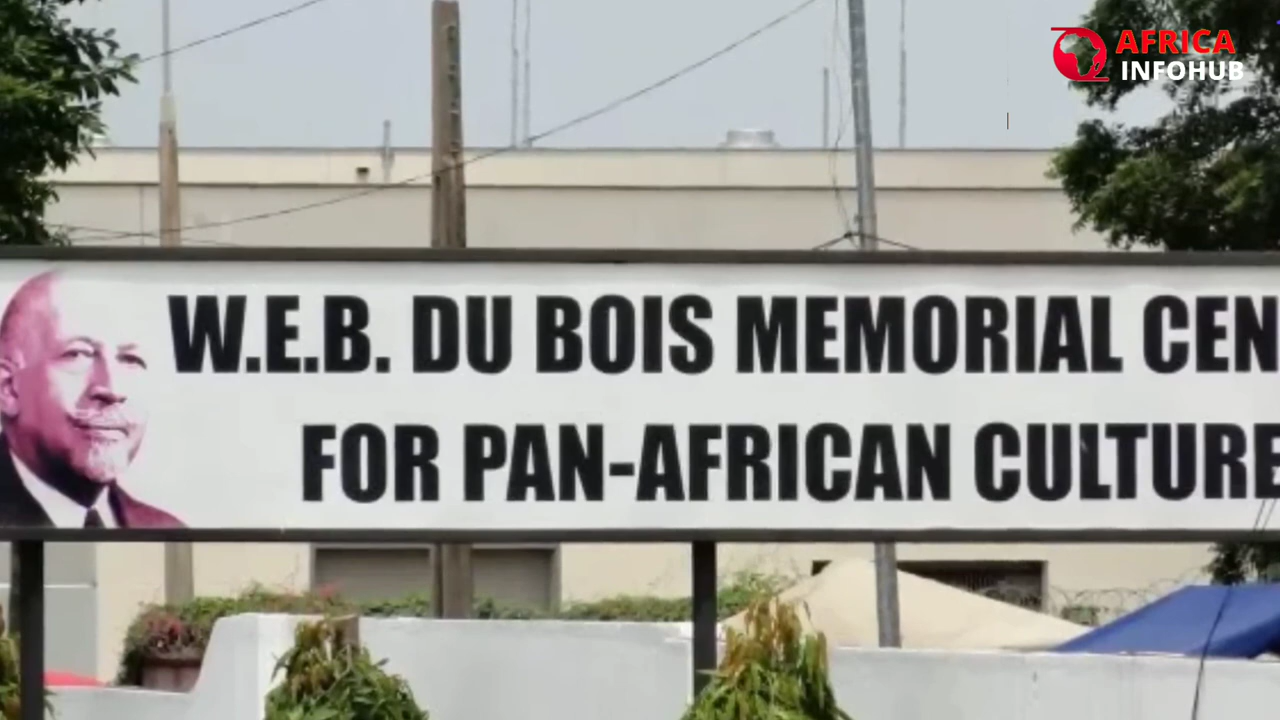 AFRICA
INFOHUB
W.E.B. DU BOIS MEMORIAL CEN
FOR PAN-AFRICAN CULTURE